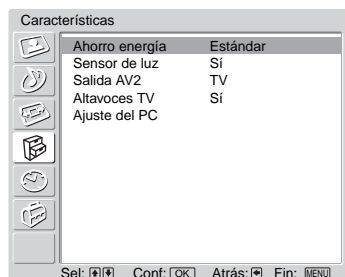 Características
Ahorro energía Estándar
Sensor de luz Sí
Salida AV2 TV
Altavoces TV Sí
Ajuste del PC
Sel: Conf: OK Atrás: Fin: MENU